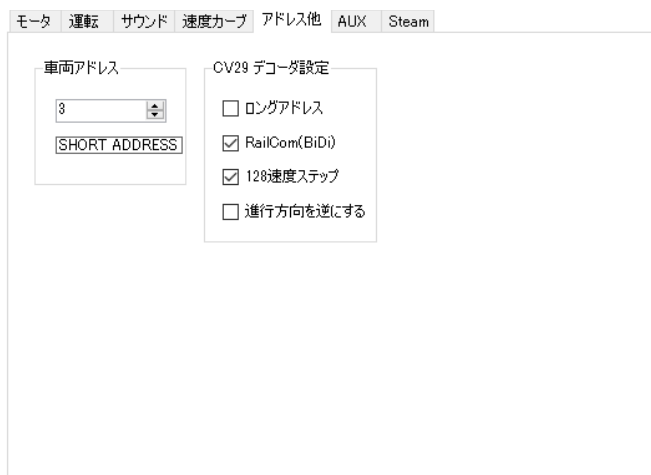 モータ 運転 サウンド 速度カーブ アドレス他 AUX Steam
車両アドレス
3
SHORT ADDRESS
CV29 デコーダ設定
ロングアドレス
RailCom(BiDi)
128速度ステップ
進行方向を逆にする